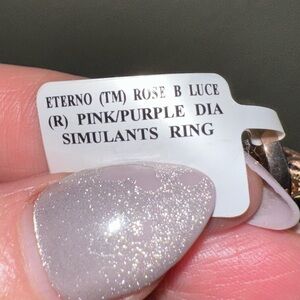 ETERNO (TM) ROSE B LUCE
(R) PINK/PURPLE DIA
SIMULANTS RING